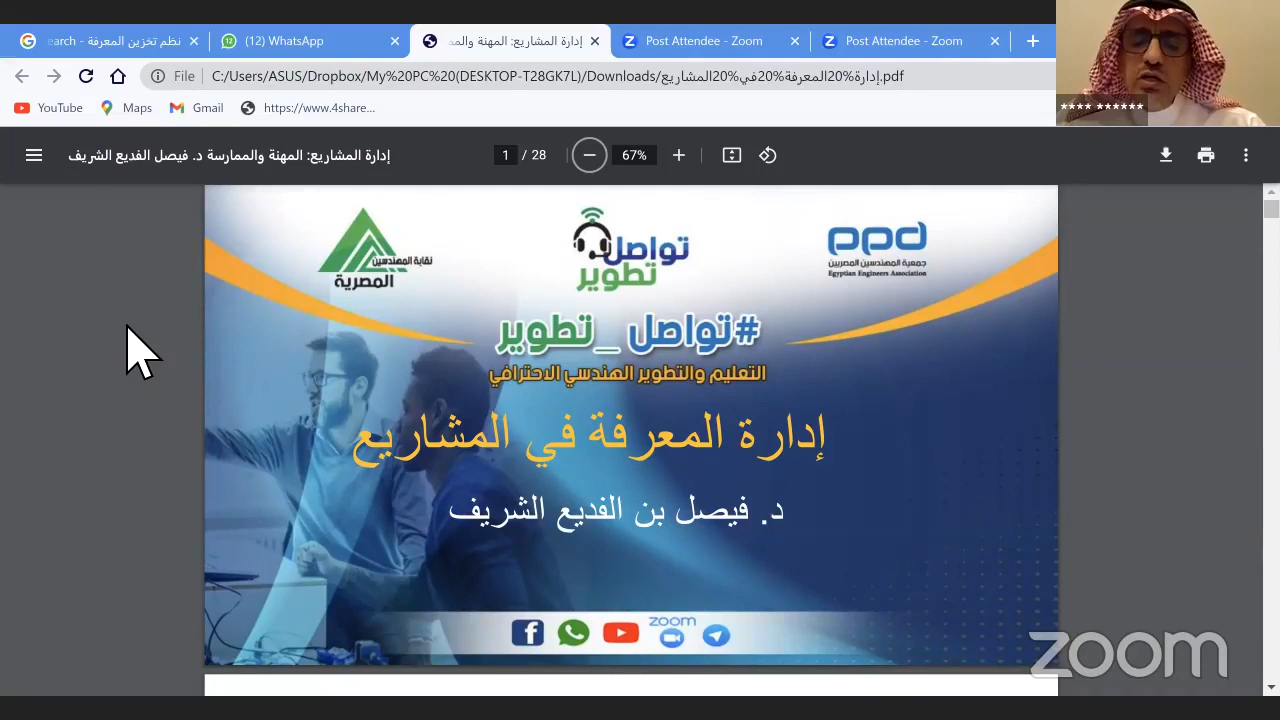 نظم تخزين المعرفة - earch
(12) WhatsApp
إدارة المشاريع: المهنة والمم
Post Attendee - Zoom
Post Attendee - Zoom
File
C:/Users/ASUS/Dropbox/My%20PC%20(DESKTOP-T28GK7L)/Downloads/إدارة%20المعرفة%20في%20المشاريع.pdf
YouTube
Maps
Gmail
https://www.4share...
**** ******
إدارة المشاريع: المهنة والممارسة د. فيصل الفديع الشريف
1 / 28
67%
نقابة المهندسين
المصرية
تواصل
تطوير
ppd
جمعية المهندسين المصريين
Egyptian Engineers Association
#تواصل_تطوير
التعليم والتطوير الهندسي الاحترافي
إدارة المعرفة في المشاريع
د. فيصل بن الفديع الشريف
zoom
zoom